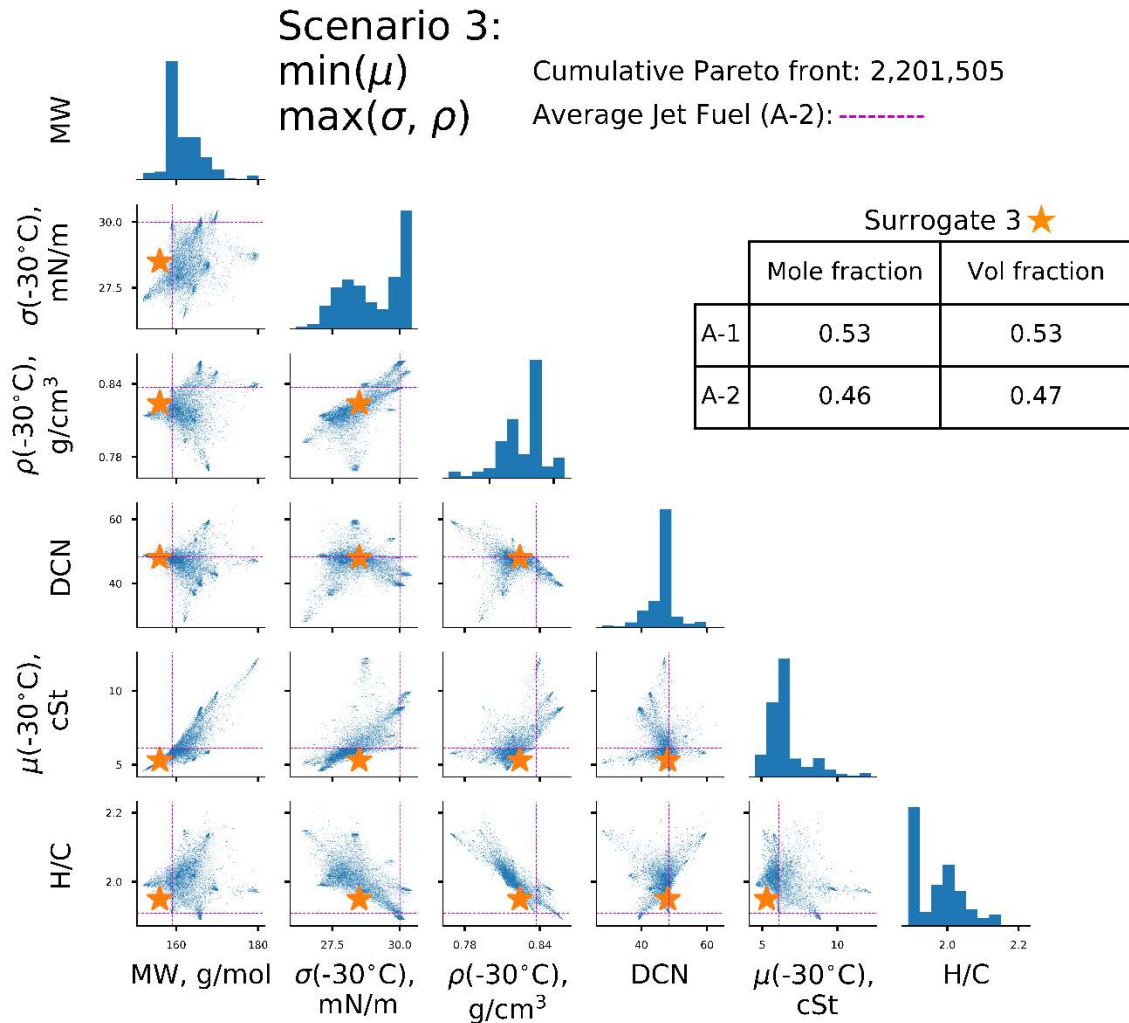 Scenario 3:
min(μ)
max(σ, ρ)
Cumulative Pareto front: 2,201,505
Average Jet Fuel (A-2):
Surrogate 3
Mole fraction Vol fraction
A-1 0.53 0.53
A-2 0.46 0.47
MW
σ(-30°C),
mN/m
30.0
27.5
ρ(-30°C),
g/cm³
0.84
0.78
DCN
60
40
μ(-30°C),
cSt
10
5
H/C
2.2
2.0
160 180
27.5 30.0
0.78 0.84
40 60
5 10
2.0 2.2
MW, g/mol
σ(-30°C),
mN/m
ρ(-30°C),
g/cm³
DCN
μ(-30°C),
cSt
H/C